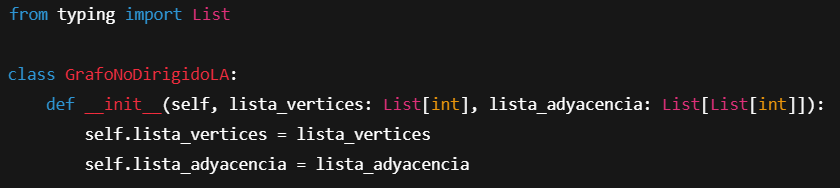 from typing import List
class GrafoNoDirigidoLA:
def __init__(self, lista_vertices: List[int], lista_adyacencia: List[List[int]]):
self.lista_vertices = lista_vertices
self.lista_adyacencia = lista_adyacencia